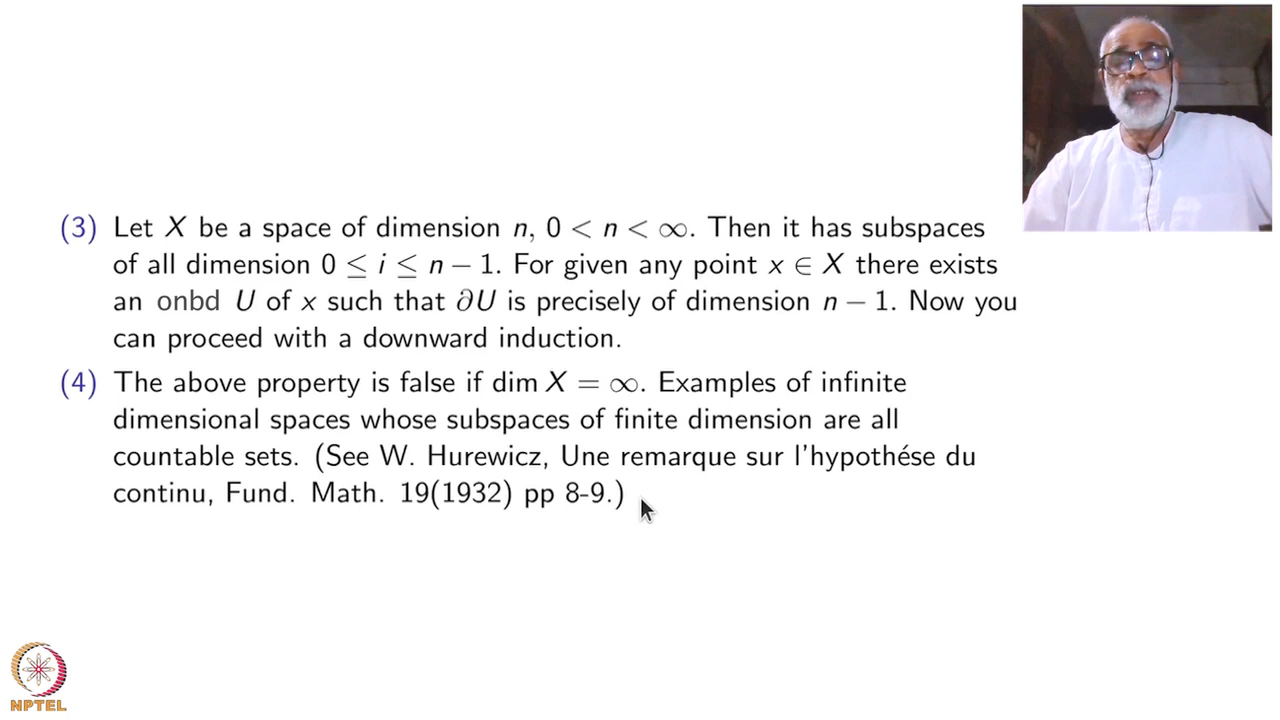 (3) Let X be a space of dimension n, 0 < n < ∞. Then it has subspaces
of all dimension 0 ≤ i ≤ n − 1. For given any point x ∈ X there exists
an onbd U of x such that ∂U is precisely of dimension n − 1. Now you
can proceed with a downward induction.
(4) The above property is false if dim X = ∞. Examples of infinite
dimensional spaces whose subspaces of finite dimension are all
countable sets. (See W. Hurewicz, Une remarque sur l'hypothése du
continu, Fund. Math. 19(1932) pp 8-9.)
NPTEL